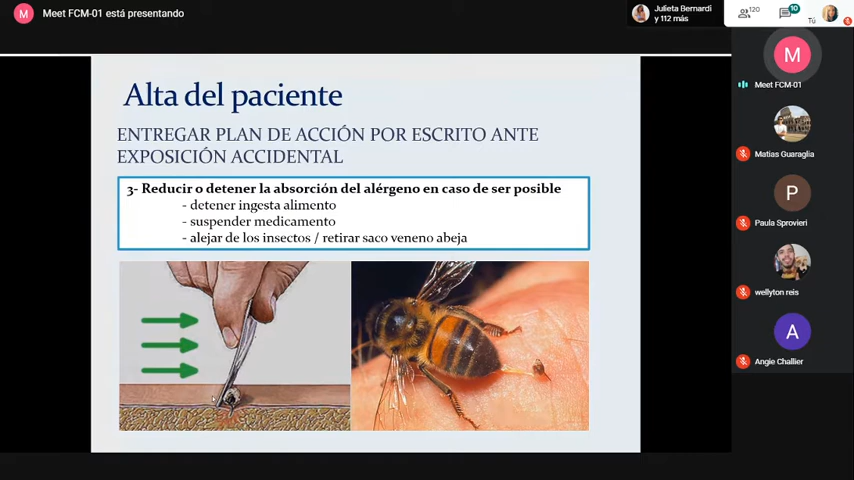 Meet FCM-01 está presentando
Julieta Bernardi
y 112 más
120
10
Tú
M
M
Meet FCM-01
Matias Guaraglia
P
Paula Sprovieri
wellyton reis
A
Angie Challier
Alta del paciente
ENTREGAR PLAN DE ACCIÓN POR ESCRITO ANTE
EXPOSICIÓN ACCIDENTAL
3- Reducir o detener la absorción del alérgeno en caso de ser posible
- detener ingesta alimento
- suspender medicamento
- alejar de los insectos / retirar saco veneno abeja